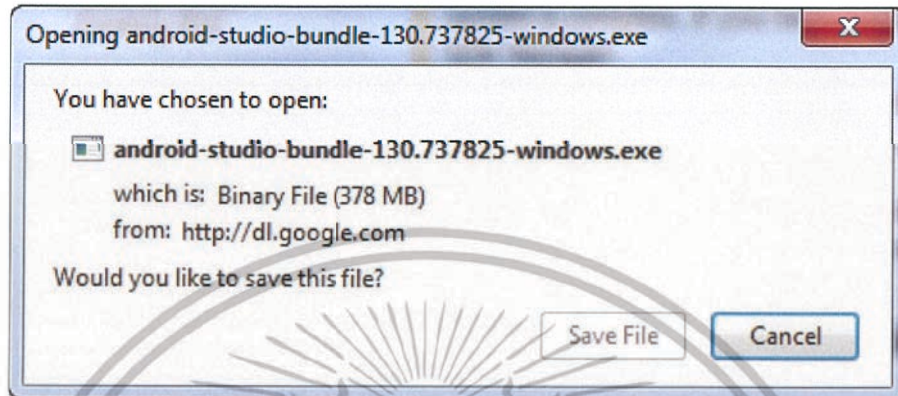 Opening android-studio-bundle-130.737825-windows.exe
You have chosen to open:
android-studio-bundle-130.737825-windows.exe
which is: Binary File (378 MB)
from: http://dl.google.com
Would you like to save this file?
Save File
Cancel